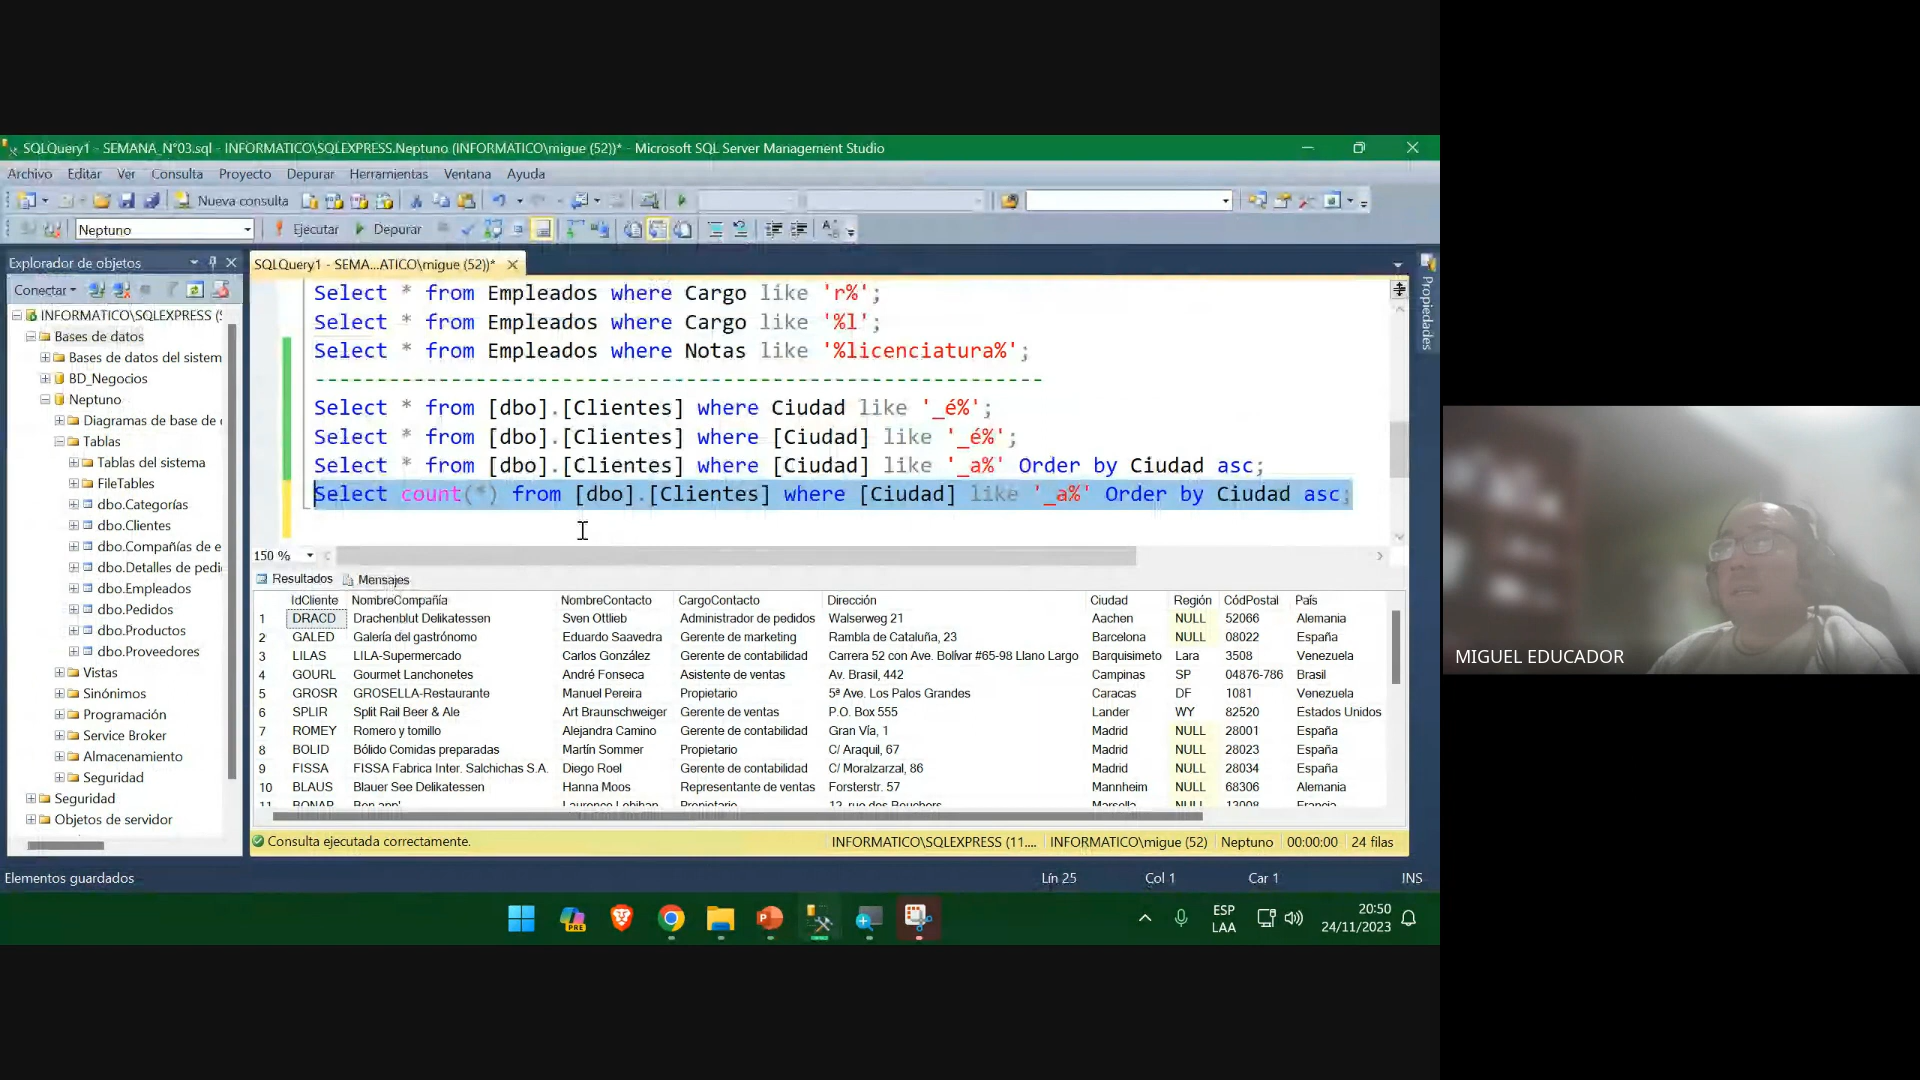 SQLQuery1 - SEMANA_N°03.sql - INFORMATICO\SQLEXPRESS.Neptuno (INFORMATICO\migue (52))* - Microsoft SQL Server Management Studio
Archivo Editar Ver Consulta Proyecto Depurar Herramientas Ventana Ayuda
Nueva consulta
Neptuno Ejecutar Depurar
Explorador de objetos
SQLQuery1 - SEMA...ATICO\migue (52))*
Conectar
INFORMATICO\SQLEXPRESS (
Bases de datos
Bases de datos del sistem
BD_Negocios
Neptuno
Diagramas de base de
Tablas
Tablas del sistema
FileTables
dbo.Categorías
dbo.Clientes
dbo.Compañías de e
dbo.Detalles de pedi
dbo.Empleados
dbo.Pedidos
dbo.Productos
dbo.Proveedores
Vistas
Sinónimos
Programación
Service Broker
Almacenamiento
Seguridad
Seguridad
Objetos de servidor
Select * from Empleados where Cargo like 'r%';
Select * from Empleados where Cargo like '%l';
Select * from Empleados where Notas like '%licenciatura%';
-----------------------------------------------------------
Select * from [dbo].[Clientes] where Ciudad like '_é%';
Select * from [dbo].[Clientes] where [Ciudad] like '_é%';
Select * from [dbo].[Clientes] where [Ciudad] like '_a%' Order by Ciudad asc;
Select count(*) from [dbo].[Clientes] where [Ciudad] like '_a%' Order by Ciudad asc;
Propiedades
150 %
Resultados Mensajes
IdCliente NombreCompañía NombreContacto CargoContacto Dirección Ciudad Región CódPostal País
1 DRACD Drachenblut Delikatessen Sven Ottlieb Administrador de pedidos Walserweg 21 Aachen NULL 52066 Alemania
2 GALED Galería del gastrónomo Eduardo Saavedra Gerente de marketing Rambla de Cataluña, 23 Barcelona NULL 08022 España
3 LILAS LILA-Supermercado Carlos González Gerente de contabilidad Carrera 52 con Ave. Bolívar #65-98 Llano Largo Barquisimeto Lara 3508 Venezuela
4 GOURL Gourmet Lanchonetes André Fonseca Asistente de ventas Av. Brasil, 442 Campinas SP 04876-786 Brasil
5 GROSR GROSELLA-Restaurante Manuel Pereira Propietario 5ª Ave. Los Palos Grandes Caracas DF 1081 Venezuela
6 SPLIR Split Rail Beer & Ale Art Braunschweiger Gerente de ventas P.O. Box 555 Lander WY 82520 Estados Unidos
7 ROMEY Romero y tomillo Alejandra Camino Gerente de contabilidad Gran Vía, 1 Madrid NULL 28001 España
8 BOLID Bólido Comidas preparadas Martín Sommer Propietario C/ Araquil, 67 Madrid NULL 28023 España
9 FISSA FISSA Fabrica Inter. Salchichas S.A. Diego Roel Gerente de contabilidad C/ Moralzarzal, 86 Madrid NULL 28034 España
10 BLAUS Blauer See Delikatessen Hanna Moos Representante de ventas Forsterstr. 57 Mannheim NULL 68306 Alemania
11 BONAP Bon app' Laurence Lebihan Propietario 12, rue des Bouchers Marsella NULL 13008 Francia
Consulta ejecutada correctamente. INFORMATICO\SQLEXPRESS (11.... INFORMATICO\migue (52) Neptuno 00:00:00 24 filas
Elementos guardados Lín 25 Col 1 Car 1 INS
PRE
ESP
LAA
20:50
24/11/2023
MIGUEL EDUCADOR